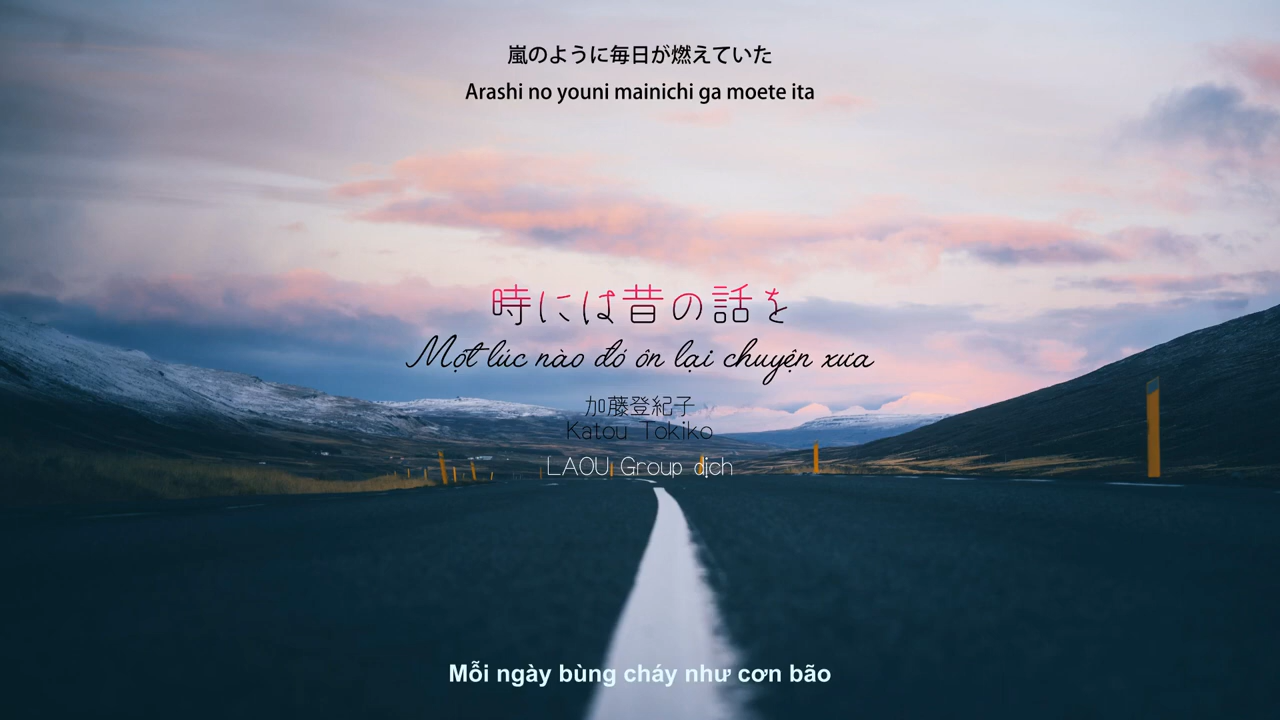 嵐のように毎日が燃えていた
Arashi no youni mainichi ga moete ita
時には昔の話を
Một lúc nào đó ôn lại chuyện xưa
加藤登紀子
Katou Tokiko
LAOU Group dịch
Mỗi ngày bùng cháy như cơn bão